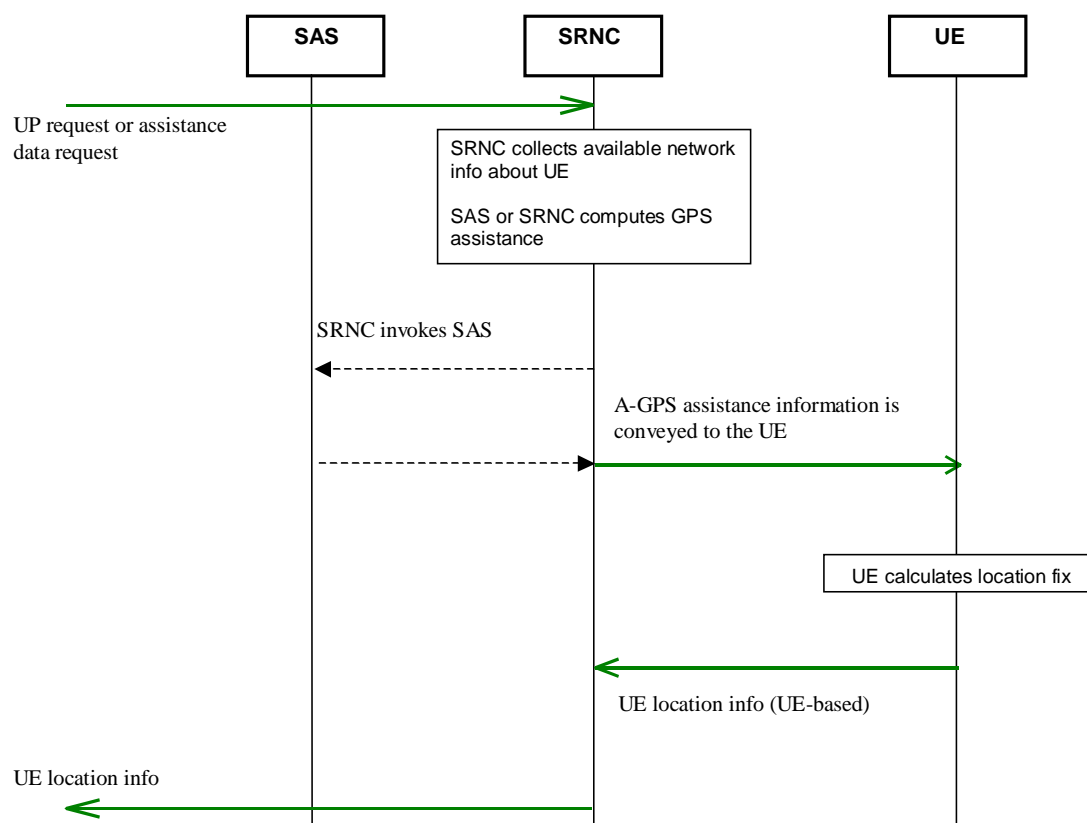 SAS
SRNC
UE
UP request or assistance
data request
SRNC collects available network
info about UE
SAS or SRNC computes GPS
assistance
SRNC invokes SAS
A-GPS assistance information is
conveyed to the UE
UE calculates location fix
UE location info (UE-based)
UE location info